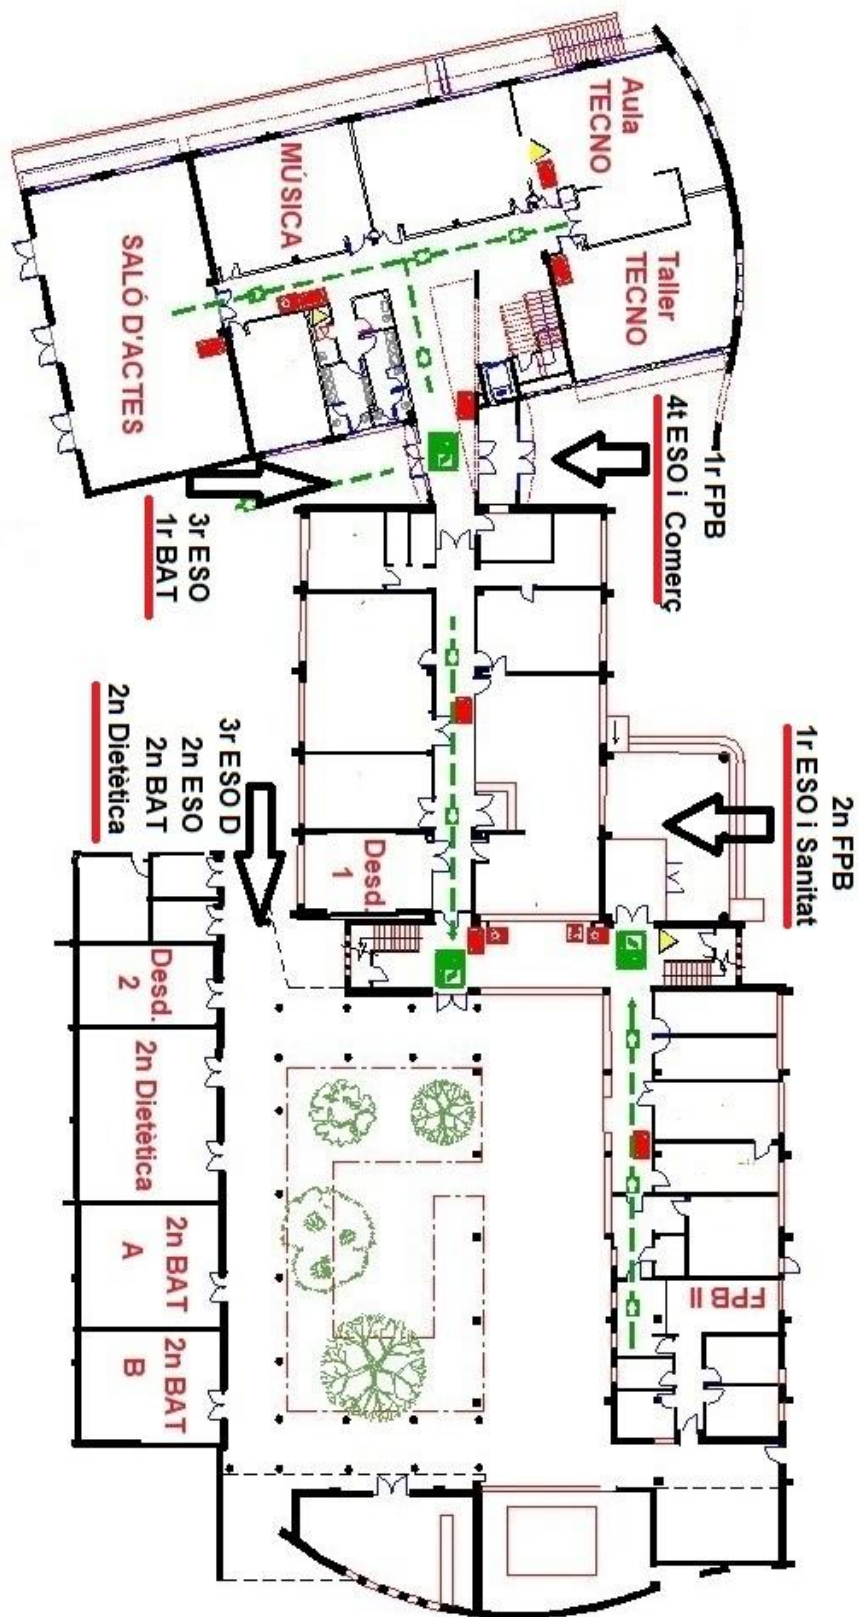 1r FPB
4t ESO i Comerç
2n FPB
1r ESO i Sanitat
Aula
TECNO
Taller
TECNO
FPB
II
MÚSICA
SALÓ D'ACTES
Desd.
1
3r ESO
1r BAT
3r ESO D
2n ESO
2n BAT
2n Dietètica
Desd.
2
2n Dietètica
2n BAT
A
2n BAT
B